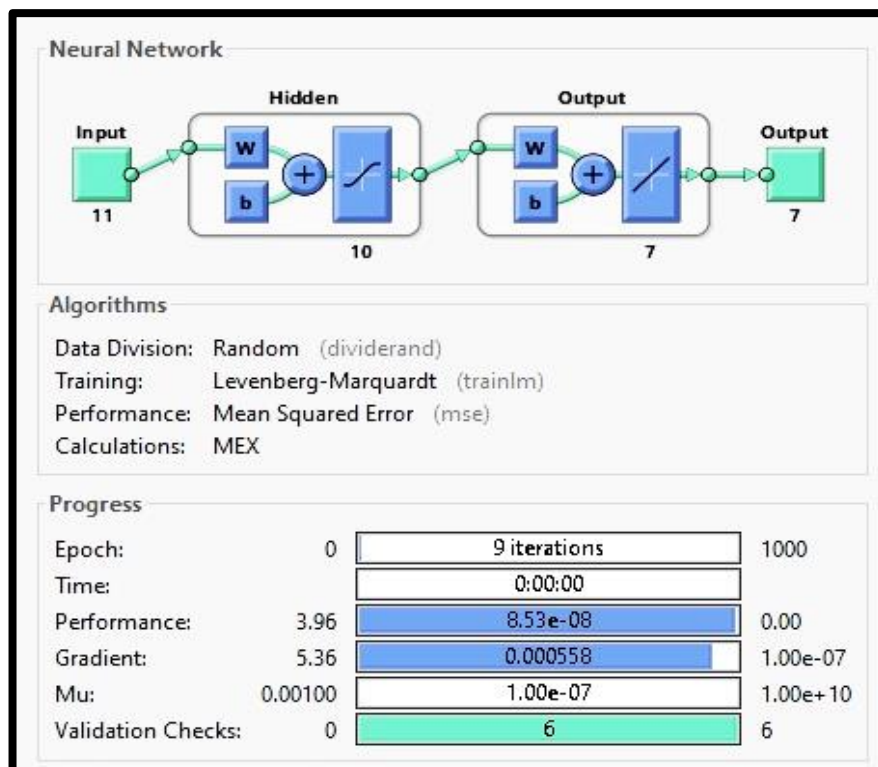 Neural Network
Hidden
Output
Input
Output
W
W
+
+
b
b
11
7
10
7
Algorithms
Data Division: Random (dividerand)
Training: Levenberg-Marquardt (trainlm)
Performance: Mean Squared Error (mse)
Calculations: MEX
Progress
Epoch: 0 9 iterations 1000
Time: 0:00:00
Performance: 3.96 8.53e-08 0.00
Gradient: 5.36 0.000558 1.00e-07
Mu: 0.00100 1.00e-07 1.00e+10
Validation Checks: 0 6 6